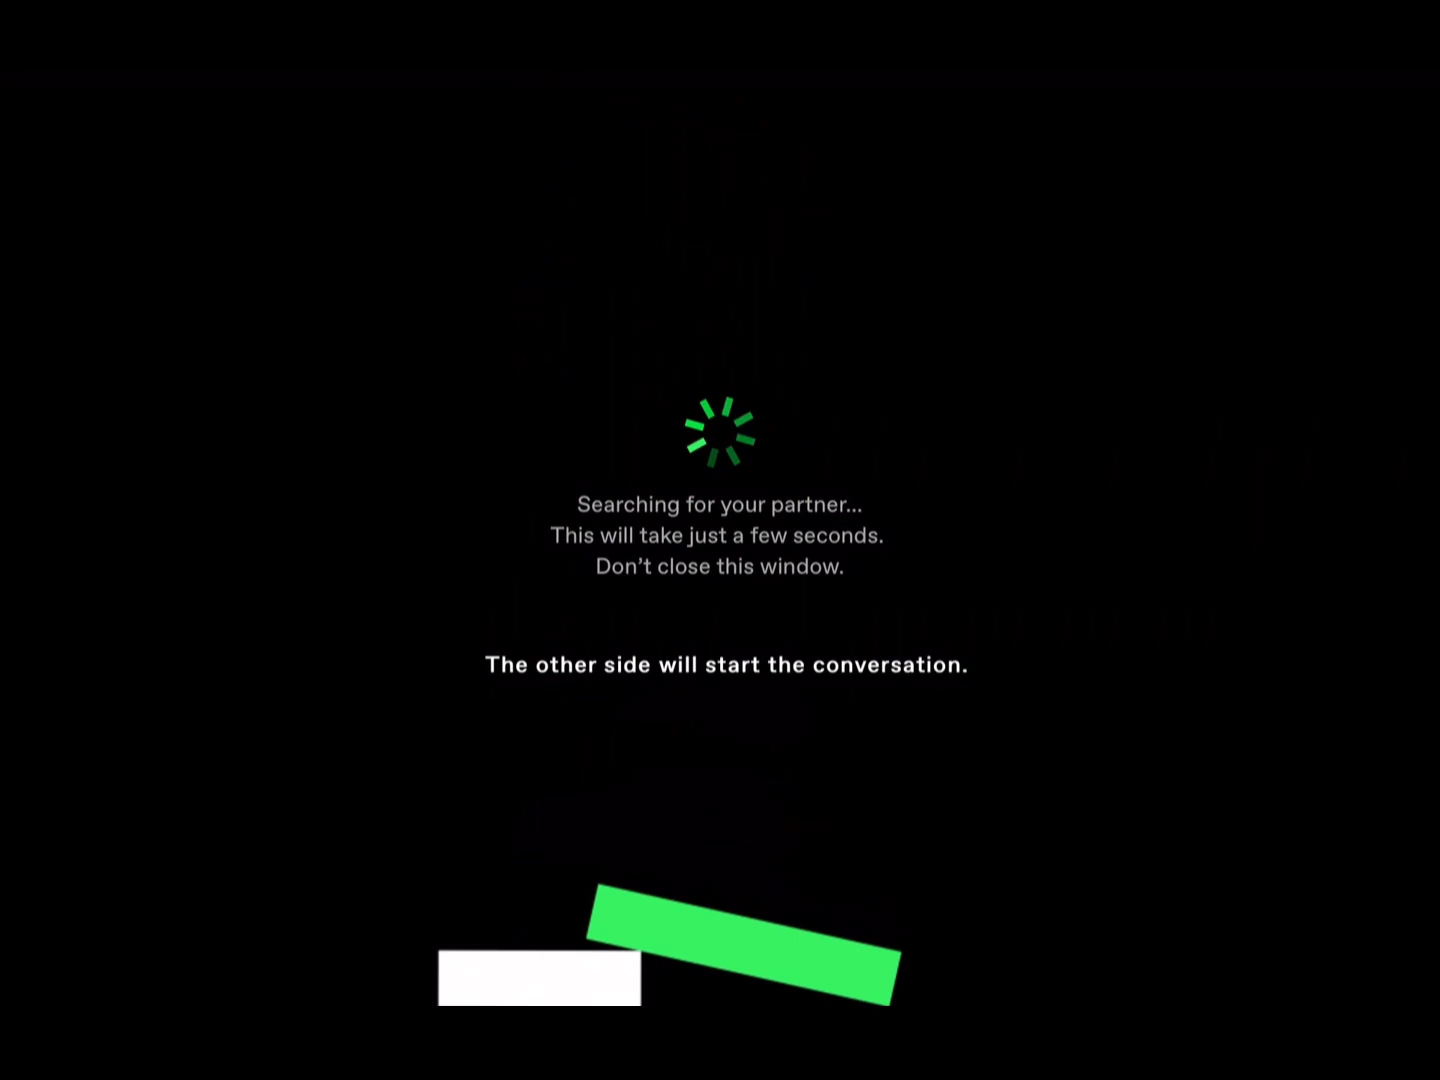 Searching for your partner...
This will take just a few seconds.
Don’t close this window.
The other side will start the conversation.